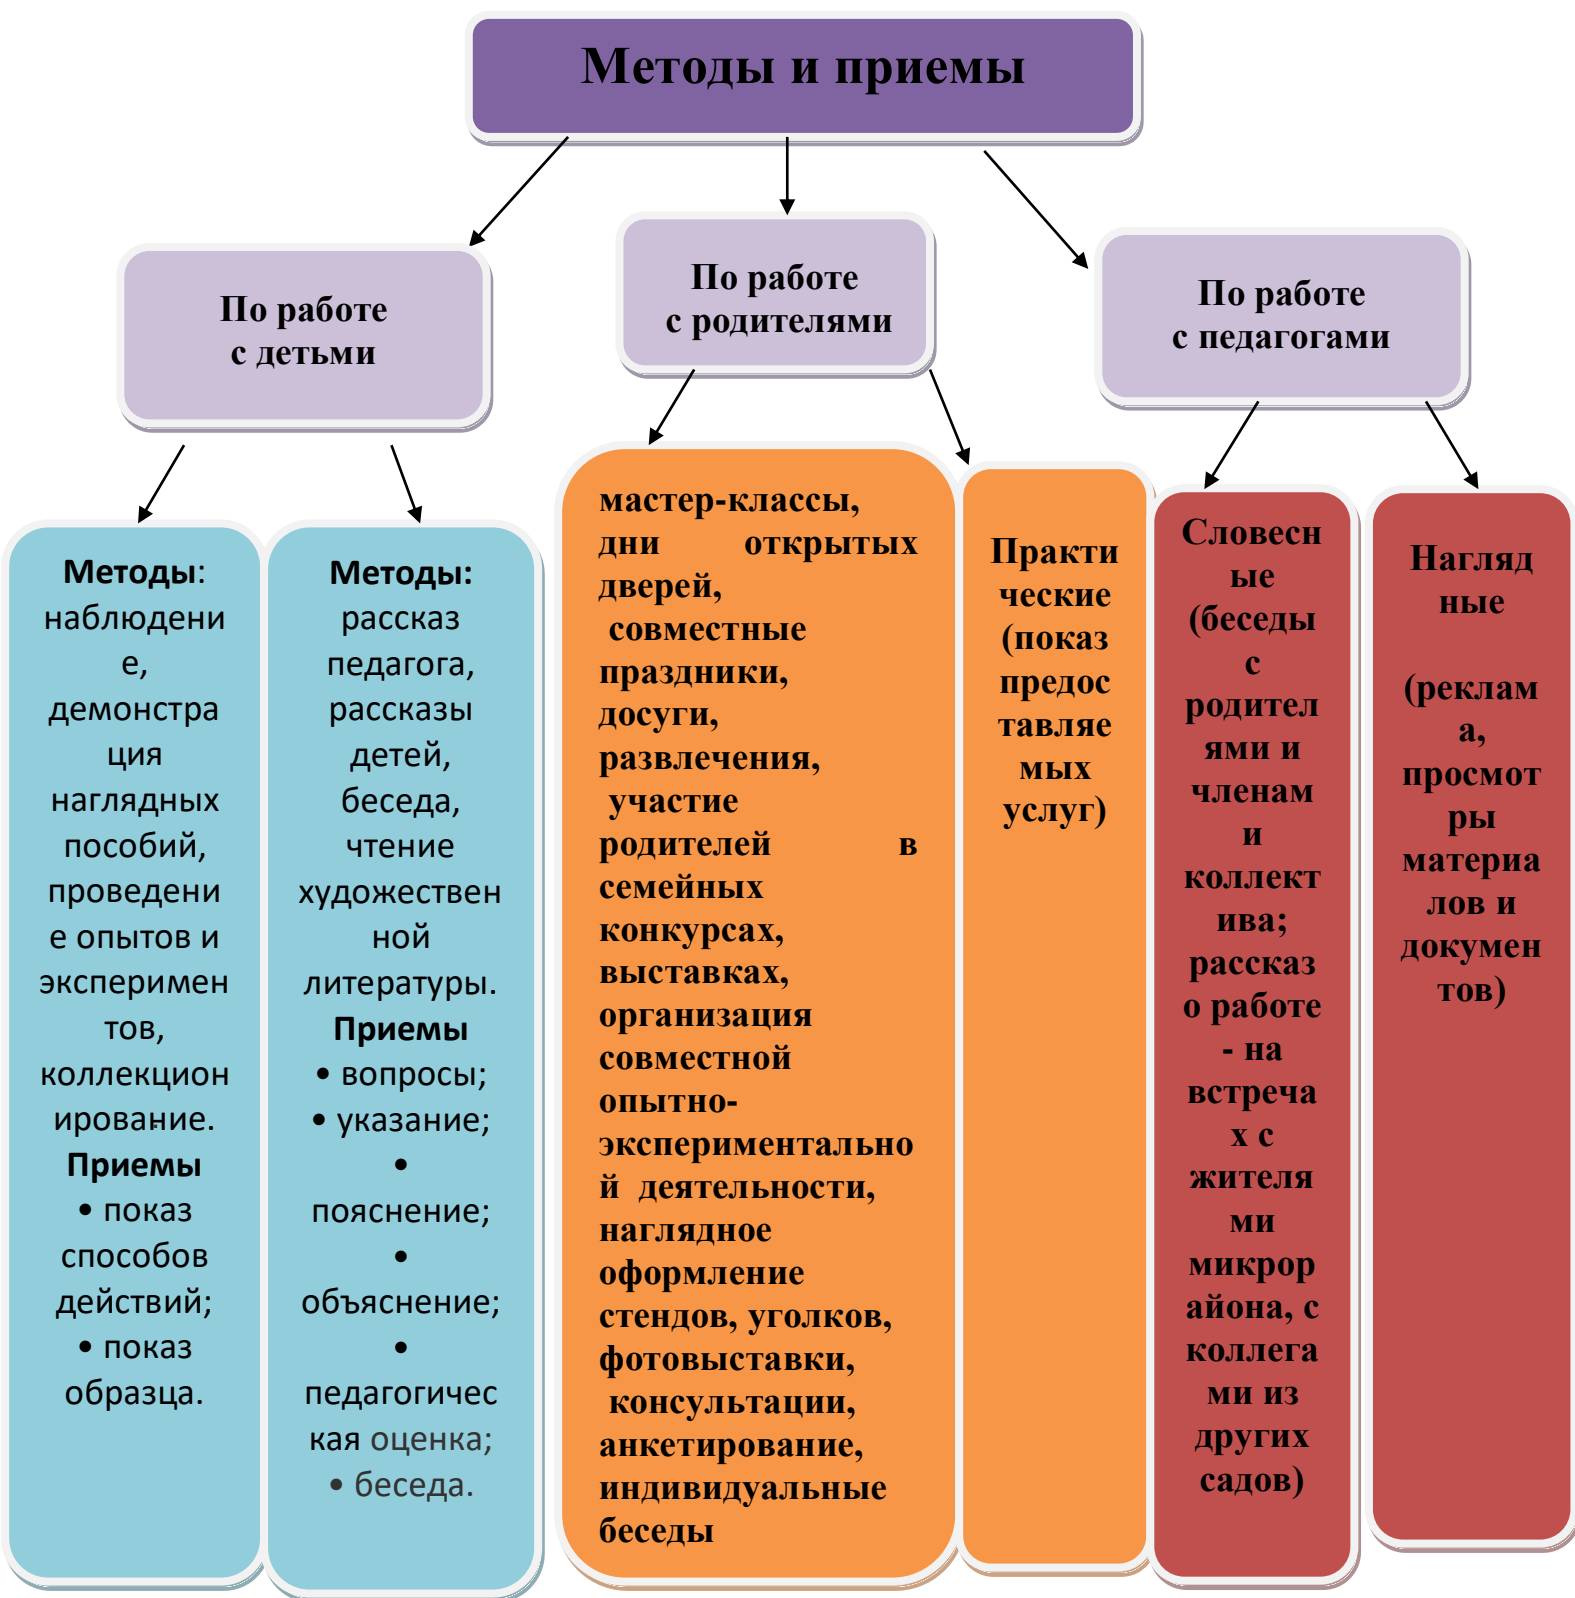 Методы и приемы
По работе
с детьми
По работе
с родителями
По работе
с педагогами
Методы:
наблюдени
е,
демонстра
ция
наглядных
пособий,
проведени
е опытов и
эксперимен
тов,
коллекцион
ирование.
Приемы
• показ
способов
действий;
• показ
образца.
Методы:
рассказ
педагога,
рассказы
детей,
беседа,
чтение
художествен
ной
литературы.
Приемы
• вопросы;
• указание;
•
пояснение;
•
объяснение;
•
педагогичес
кая оценка;
• беседа.
мастер-классы,
дни открытых
дверей,
совместные
праздники,
досуги,
развлечения,
участие
родителей в
семейных
конкурсах,
выставках,
организация
совместной
опытно-
экспериментально
й деятельности,
наглядное
оформление
стендов, уголков,
фотовыставки,
консультации,
анкетирование,
индивидуальные
беседы
Практи
ческие
(показ
предос
тавляе
мых
услуг)
Словесн
ые
(беседы
с
родител
ями и
членам
и
коллект
ива;
рассказ
о работе
- на
встреча
х с
жителя
ми
микрор
айона, с
коллега
ми из
других
садов)
Нагляд
ные
(реклам
а,
просмот
ры
материа
лов и
докумен
тов)